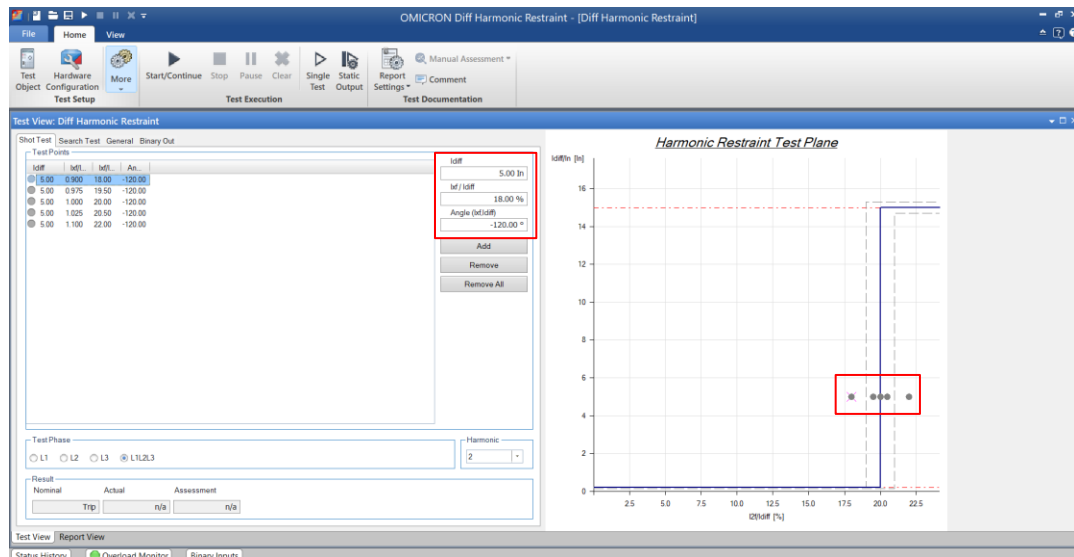 OMICRON Diff Harmonic Restraint - [Diff Harmonic Restraint]
File Home View
Test Object
Hardware Configuration
More
Start/Continue
Stop
Pause
Clear
Single Test
Static Output
Report Settings
Manual Assessment
Comment
Test Setup
Test Execution
Test Documentation
Test View: Diff Harmonic Restraint
Shot Test Search Test General Binary Out
Test Points
Idiff Ixf/I... Ixf/I... An...
5.00 0.900 18.00 -120.00
5.00 0.975 19.50 -120.00
5.00 1.000 20.00 -120.00
5.00 1.025 20.50 -120.00
5.00 1.100 22.00 -120.00
Idiff
5.00 In
Ixf / Idiff
18.00 %
Angle (Ixf,Idiff)
-120.00 °
Add
Remove
Remove All
Test Phase
L1 L2 L3 L1L2L3
Harmonic
2
Result
Nominal Actual Assessment
Trip n/a n/a
Harmonic Restraint Test Plane
Idiff/In [In]
16
14
12
10
8
6
4
2
0
2.5 5.0 7.5 10.0 12.5 15.0 17.5 20.0 22.5
I2f/Idiff [%]
Test View Report View
Status History Overload Monitor Binary Inputs